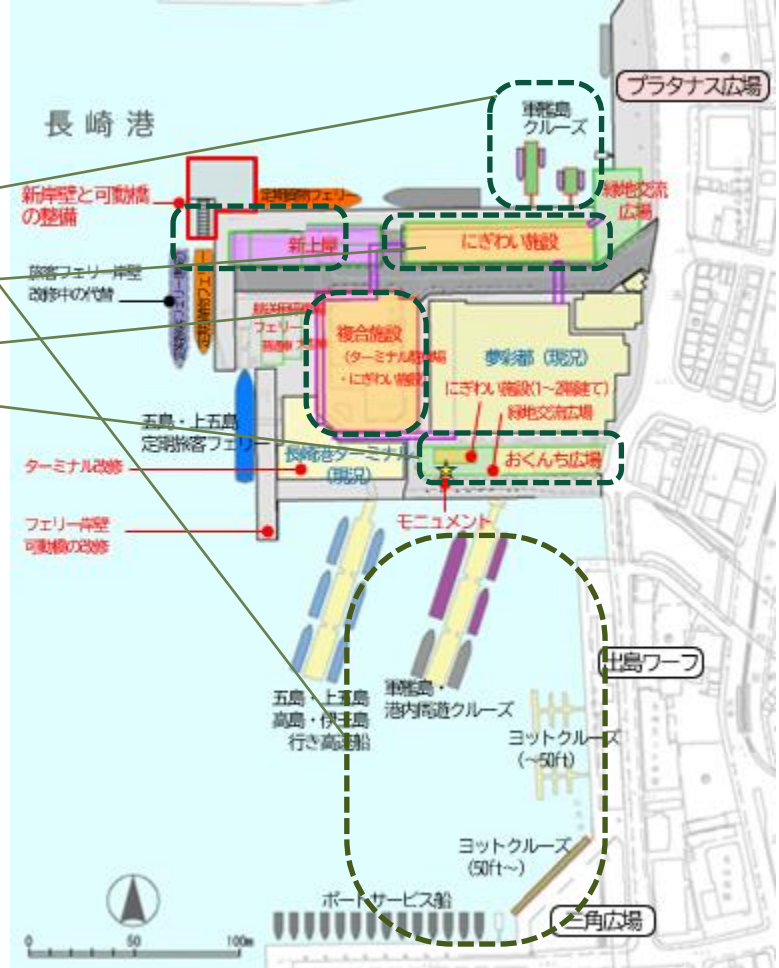 プラタナス広場
軍艦島
クルーズ
長崎港
新岸壁と可動橋
の整備
緑地交流
広場
新上屋
にぎわい施設
旅客フェリー岸壁
改修中の代替
フェリー
複合施設
(ターミナル駐車場
・にぎわい施設)
夢彩都(現況)
にぎわい施設(1~2階建て)
緑地交流広場
五島・上五島
定期旅客フェリー
長崎港ターミナル
(現況)
おくんち広場
ターミナル改修
モニュメント
フェリー岸壁
可動橋の改修
出島ワーフ
五島・上五島
高島・伊王島
行き高速船
軍艦島・
港内周遊クルーズ
ヨットクルーズ
(~50ft)
ヨットクルーズ
(50ft~)
ポートサービス船
三角広場
0 50 100m